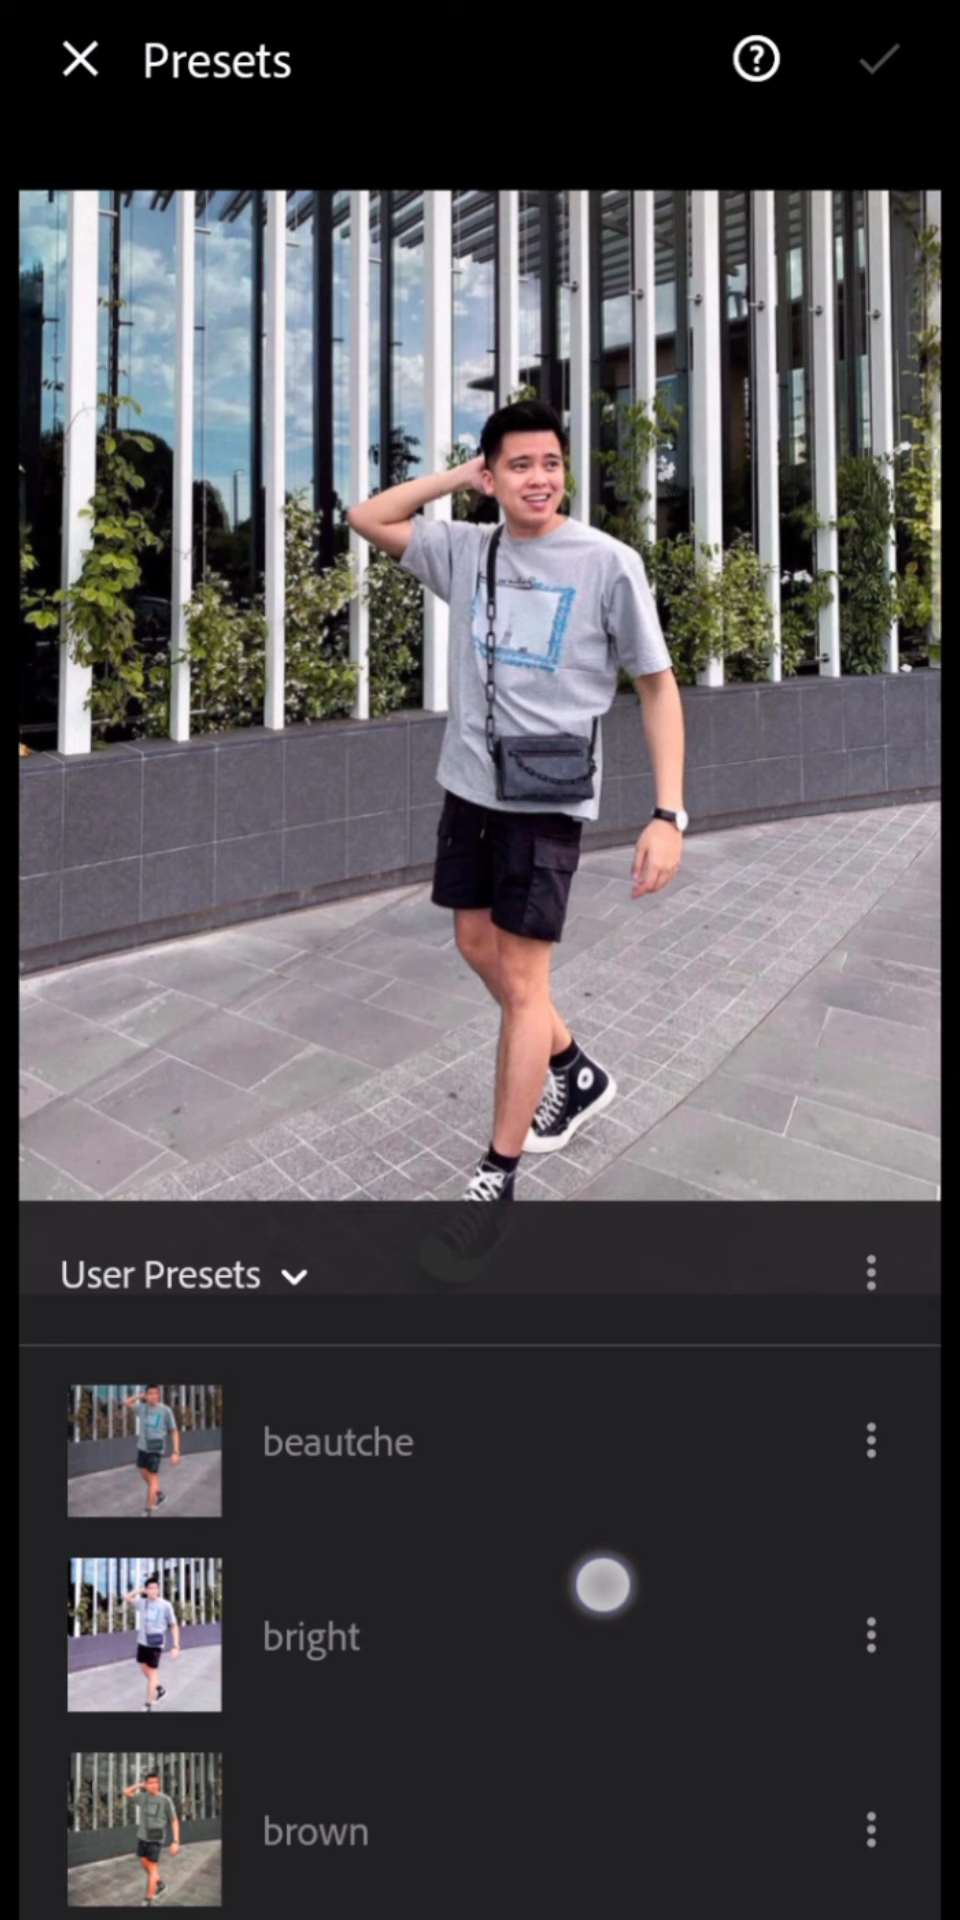 Presets
User Presets
beautche
bright
brown